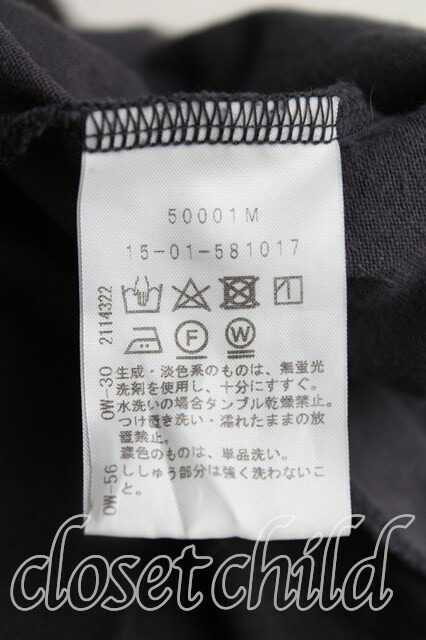 50001M
15-01-581017
F
W
OW-30 2114322
生成・淡色系のものは、無蛍光
洗剤を使用し、十分にすすぐ。
水洗いの場合タンブル乾燥禁止。
つけ置き洗い・濡れたままの放
置禁止。
濃色のものは、単品洗い。
OW-56
ししゅう部分は強く洗わないこ
と。
closet child